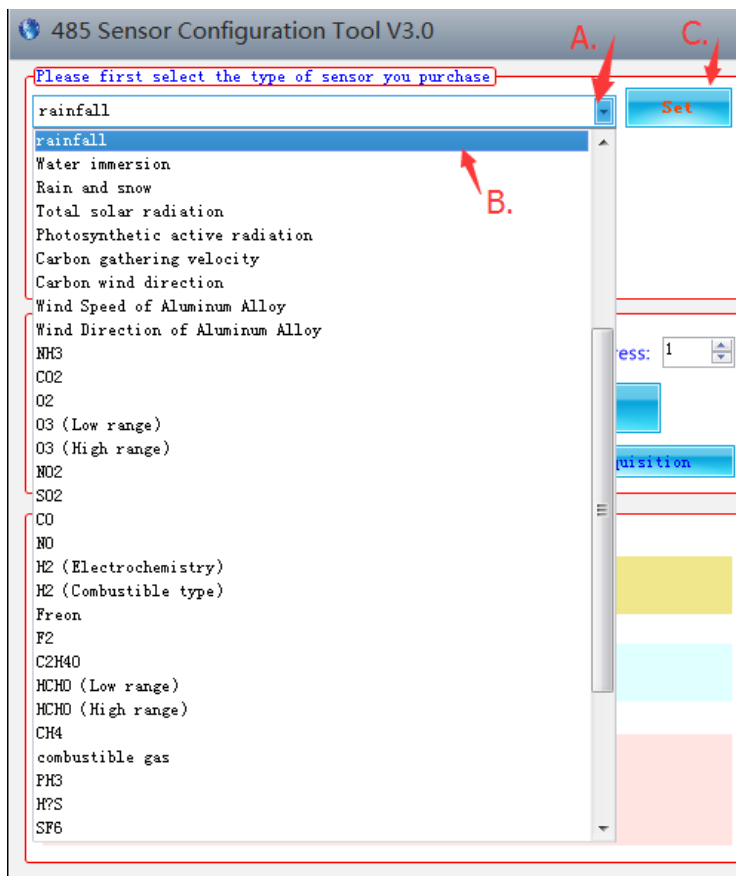 485 Sensor Configuration Tool V3.0
A.
C.
Please first select the type of sensor you purchase
rainfall
Set
rainfall
B.
Water immersion
Rain and snow
Total solar radiation
Photosynthetic active radiation
Carbon gathering velocity
Carbon wind direction
Wind Speed of Aluminum Alloy
Wind Direction of Aluminum Alloy
NH3
ess: 1
CO2
O2
O3 (Low range)
O3 (High range)
NO2
quisition
SO2
CO
NO
H2 (Electrochemistry)
H2 (Combustible type)
Freon
F2
C2H4O
HCHO (Low range)
HCHO (High range)
CH4
combustible gas
PH3
H?S
SF6